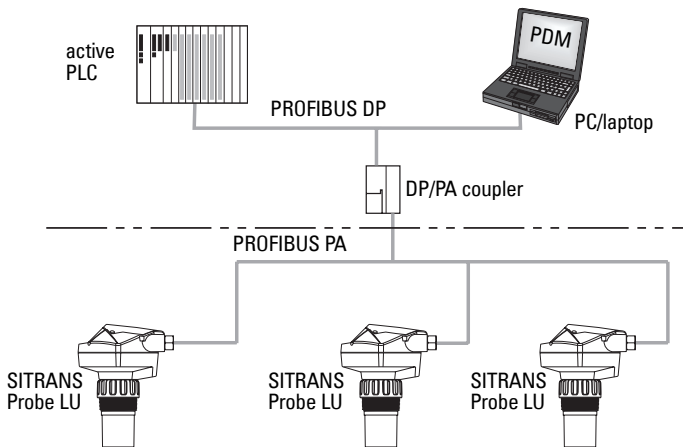 active
PLC
PDM
PROFIBUS DP
PC/laptop
DP/PA coupler
PROFIBUS PA
SITRANS
Probe LU
SITRANS
Probe LU
SITRANS
Probe LU